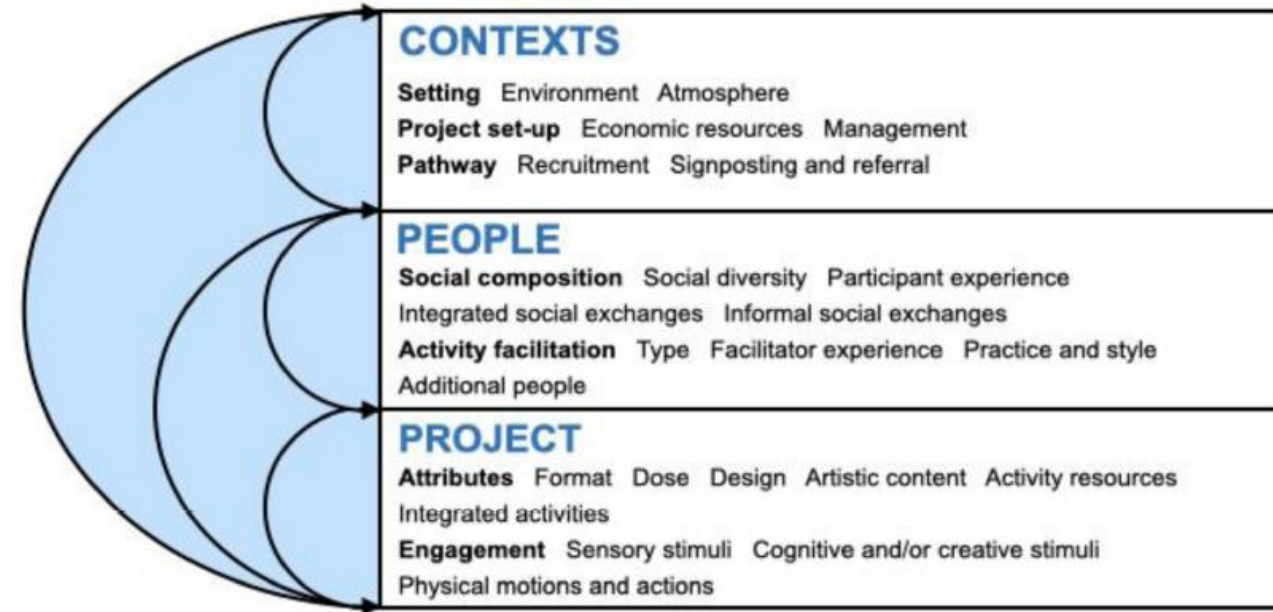 CONTEXTS
Setting Environment Atmosphere
Project set-up Economic resources Management
Pathway Recruitment Signposting and referral
PEOPLE
Social composition Social diversity Participant experience
Integrated social exchanges Informal social exchanges
Activity facilitation Type Facilitator experience Practice and style
Additional people
PROJECT
Attributes Format Dose Design Artistic content Activity resources
Integrated activities
Engagement Sensory stimuli Cognitive and/or creative stimuli
Physical motions and actions